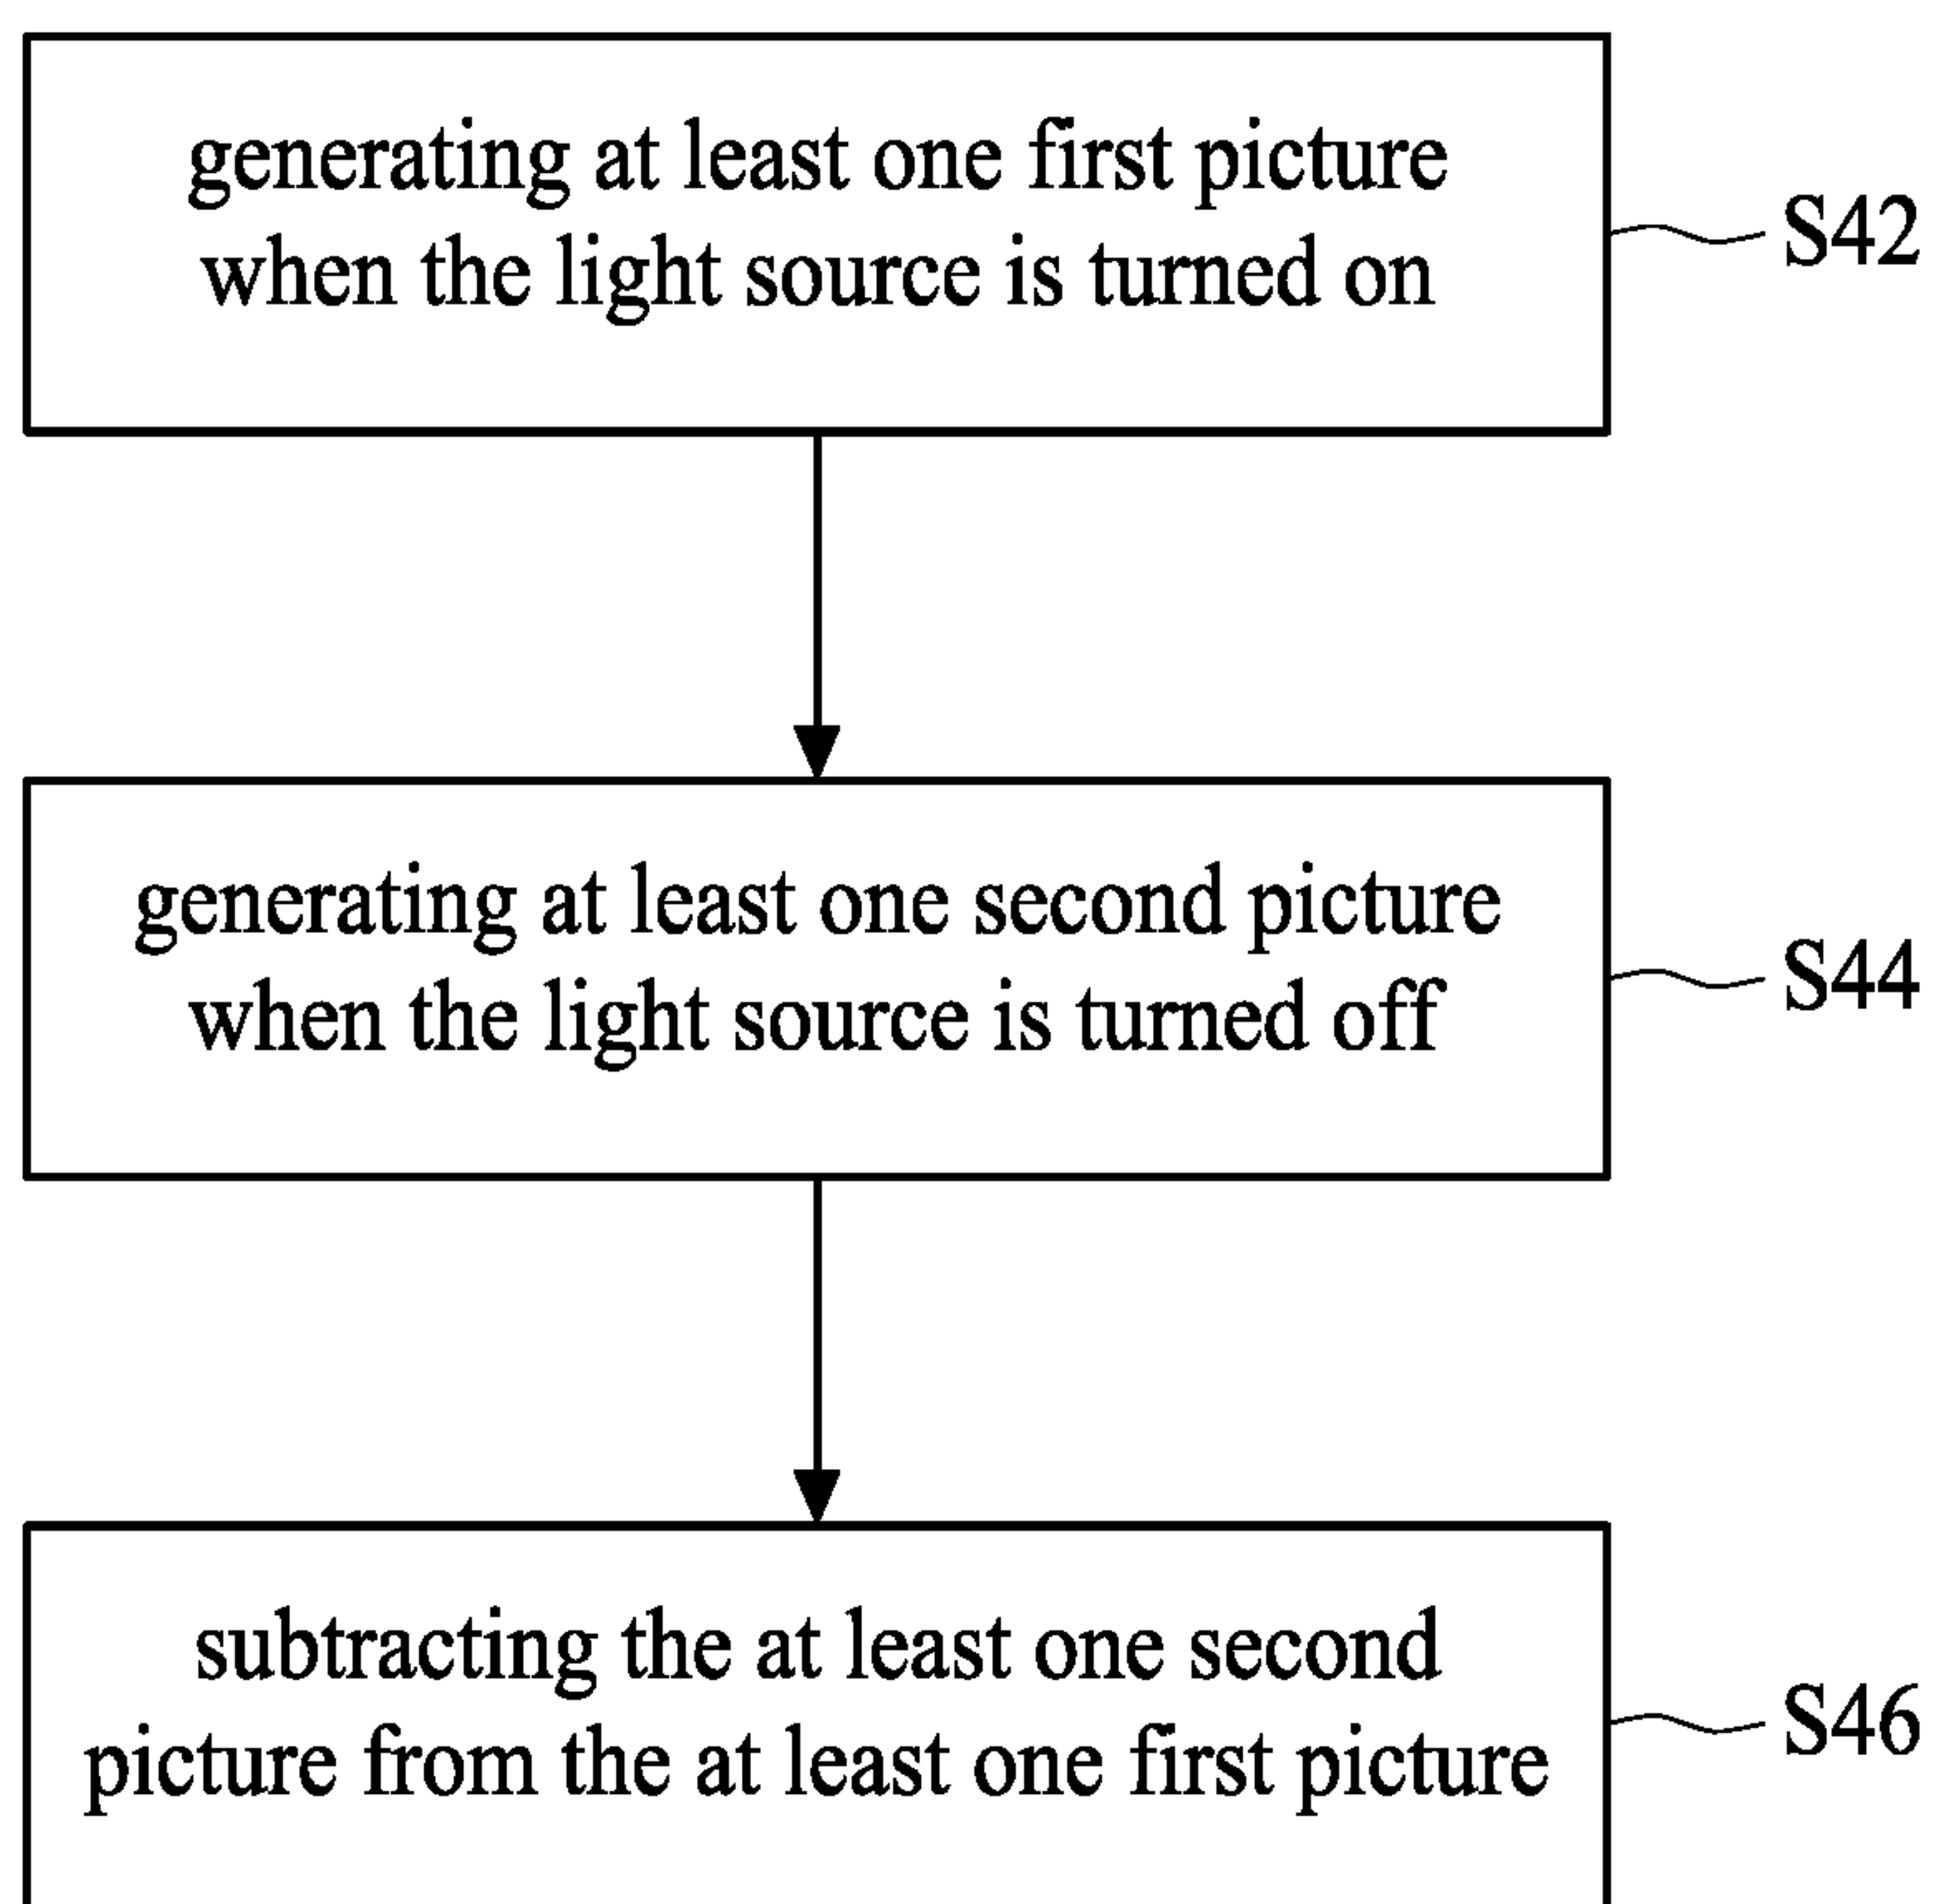 generating at least one first picture
when the light source is turned on
S42
generating at least one second picture
when the light source is turned off
S44
subtracting the at least one second
picture from the at least one first picture
S46